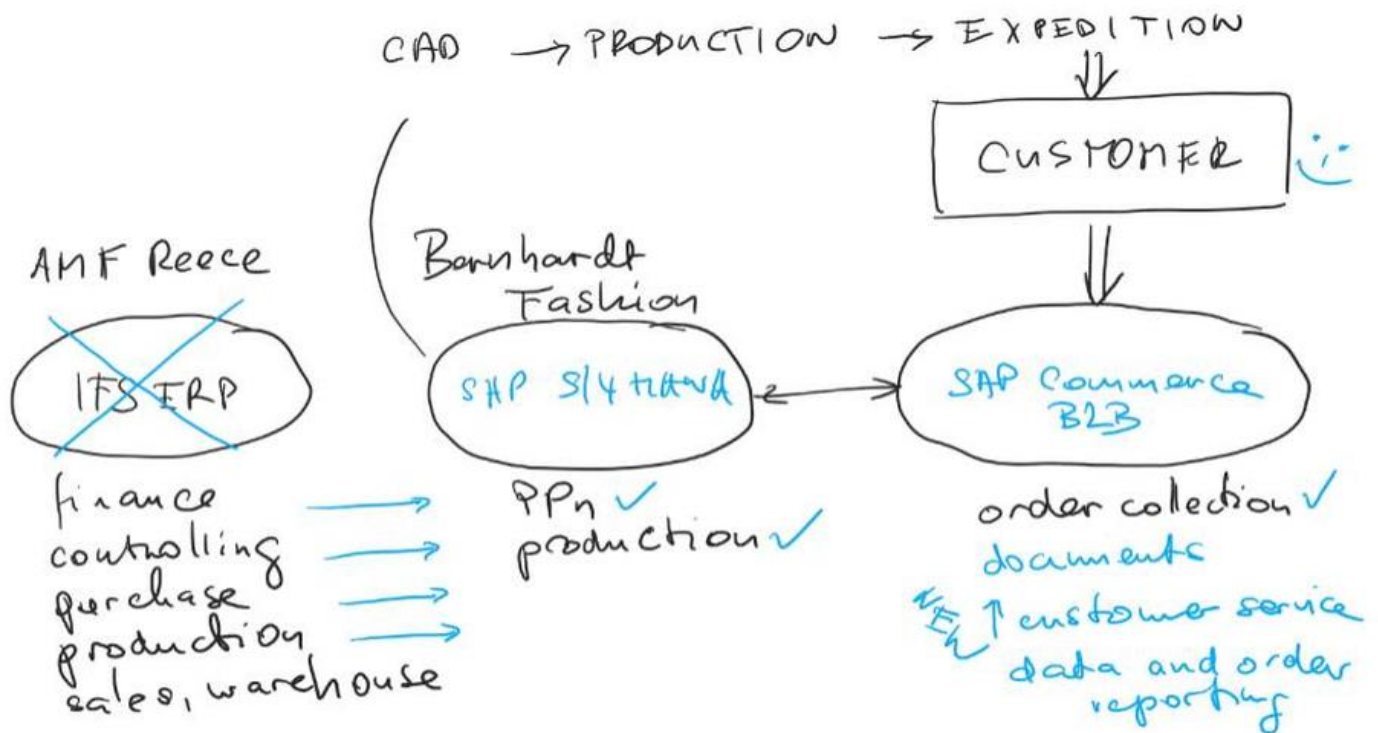 CAD → PRODUCTION → EXPEDITION
CUSTOMER
AMF Reece
IFS ERP
finance
controlling
purchase
production
sales, warehouse
Bernhardt
Fashion
SAP S/4 HANA
PPn ✓
production ✓
SAP Commerce
B2B
order collection ✓
documents
NEW ↑ customer service
data and order
reporting